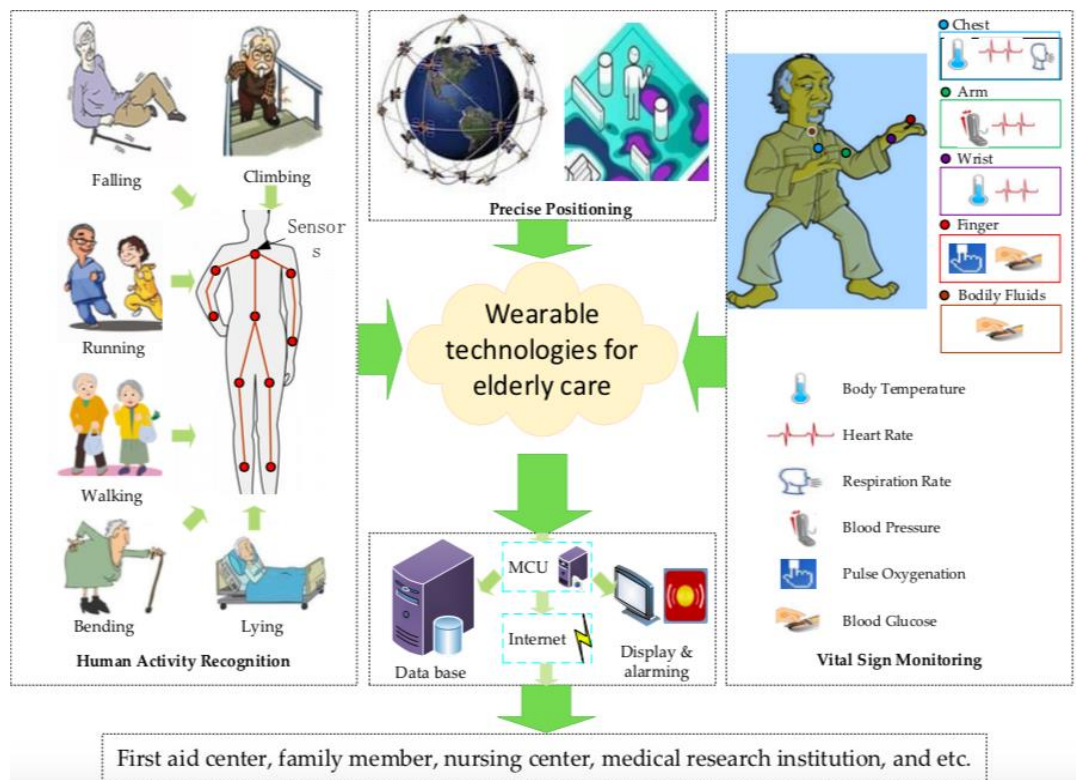 Falling
Climbing
Sensor
s
Running
Walking
Bending
Lying
Human Activity Recognition
Precise Positioning
Wearable
technologies for
elderly care
MCU
Internet
Data base
Display &
alarming
Chest
Arm
Wrist
Finger
Bodily Fluids
Body Temperature
Heart Rate
Respiration Rate
Blood Pressure
Pulse Oxygenation
Blood Glucose
Vital Sign Monitoring
First aid center, family member, nursing center, medical research institution, and etc.